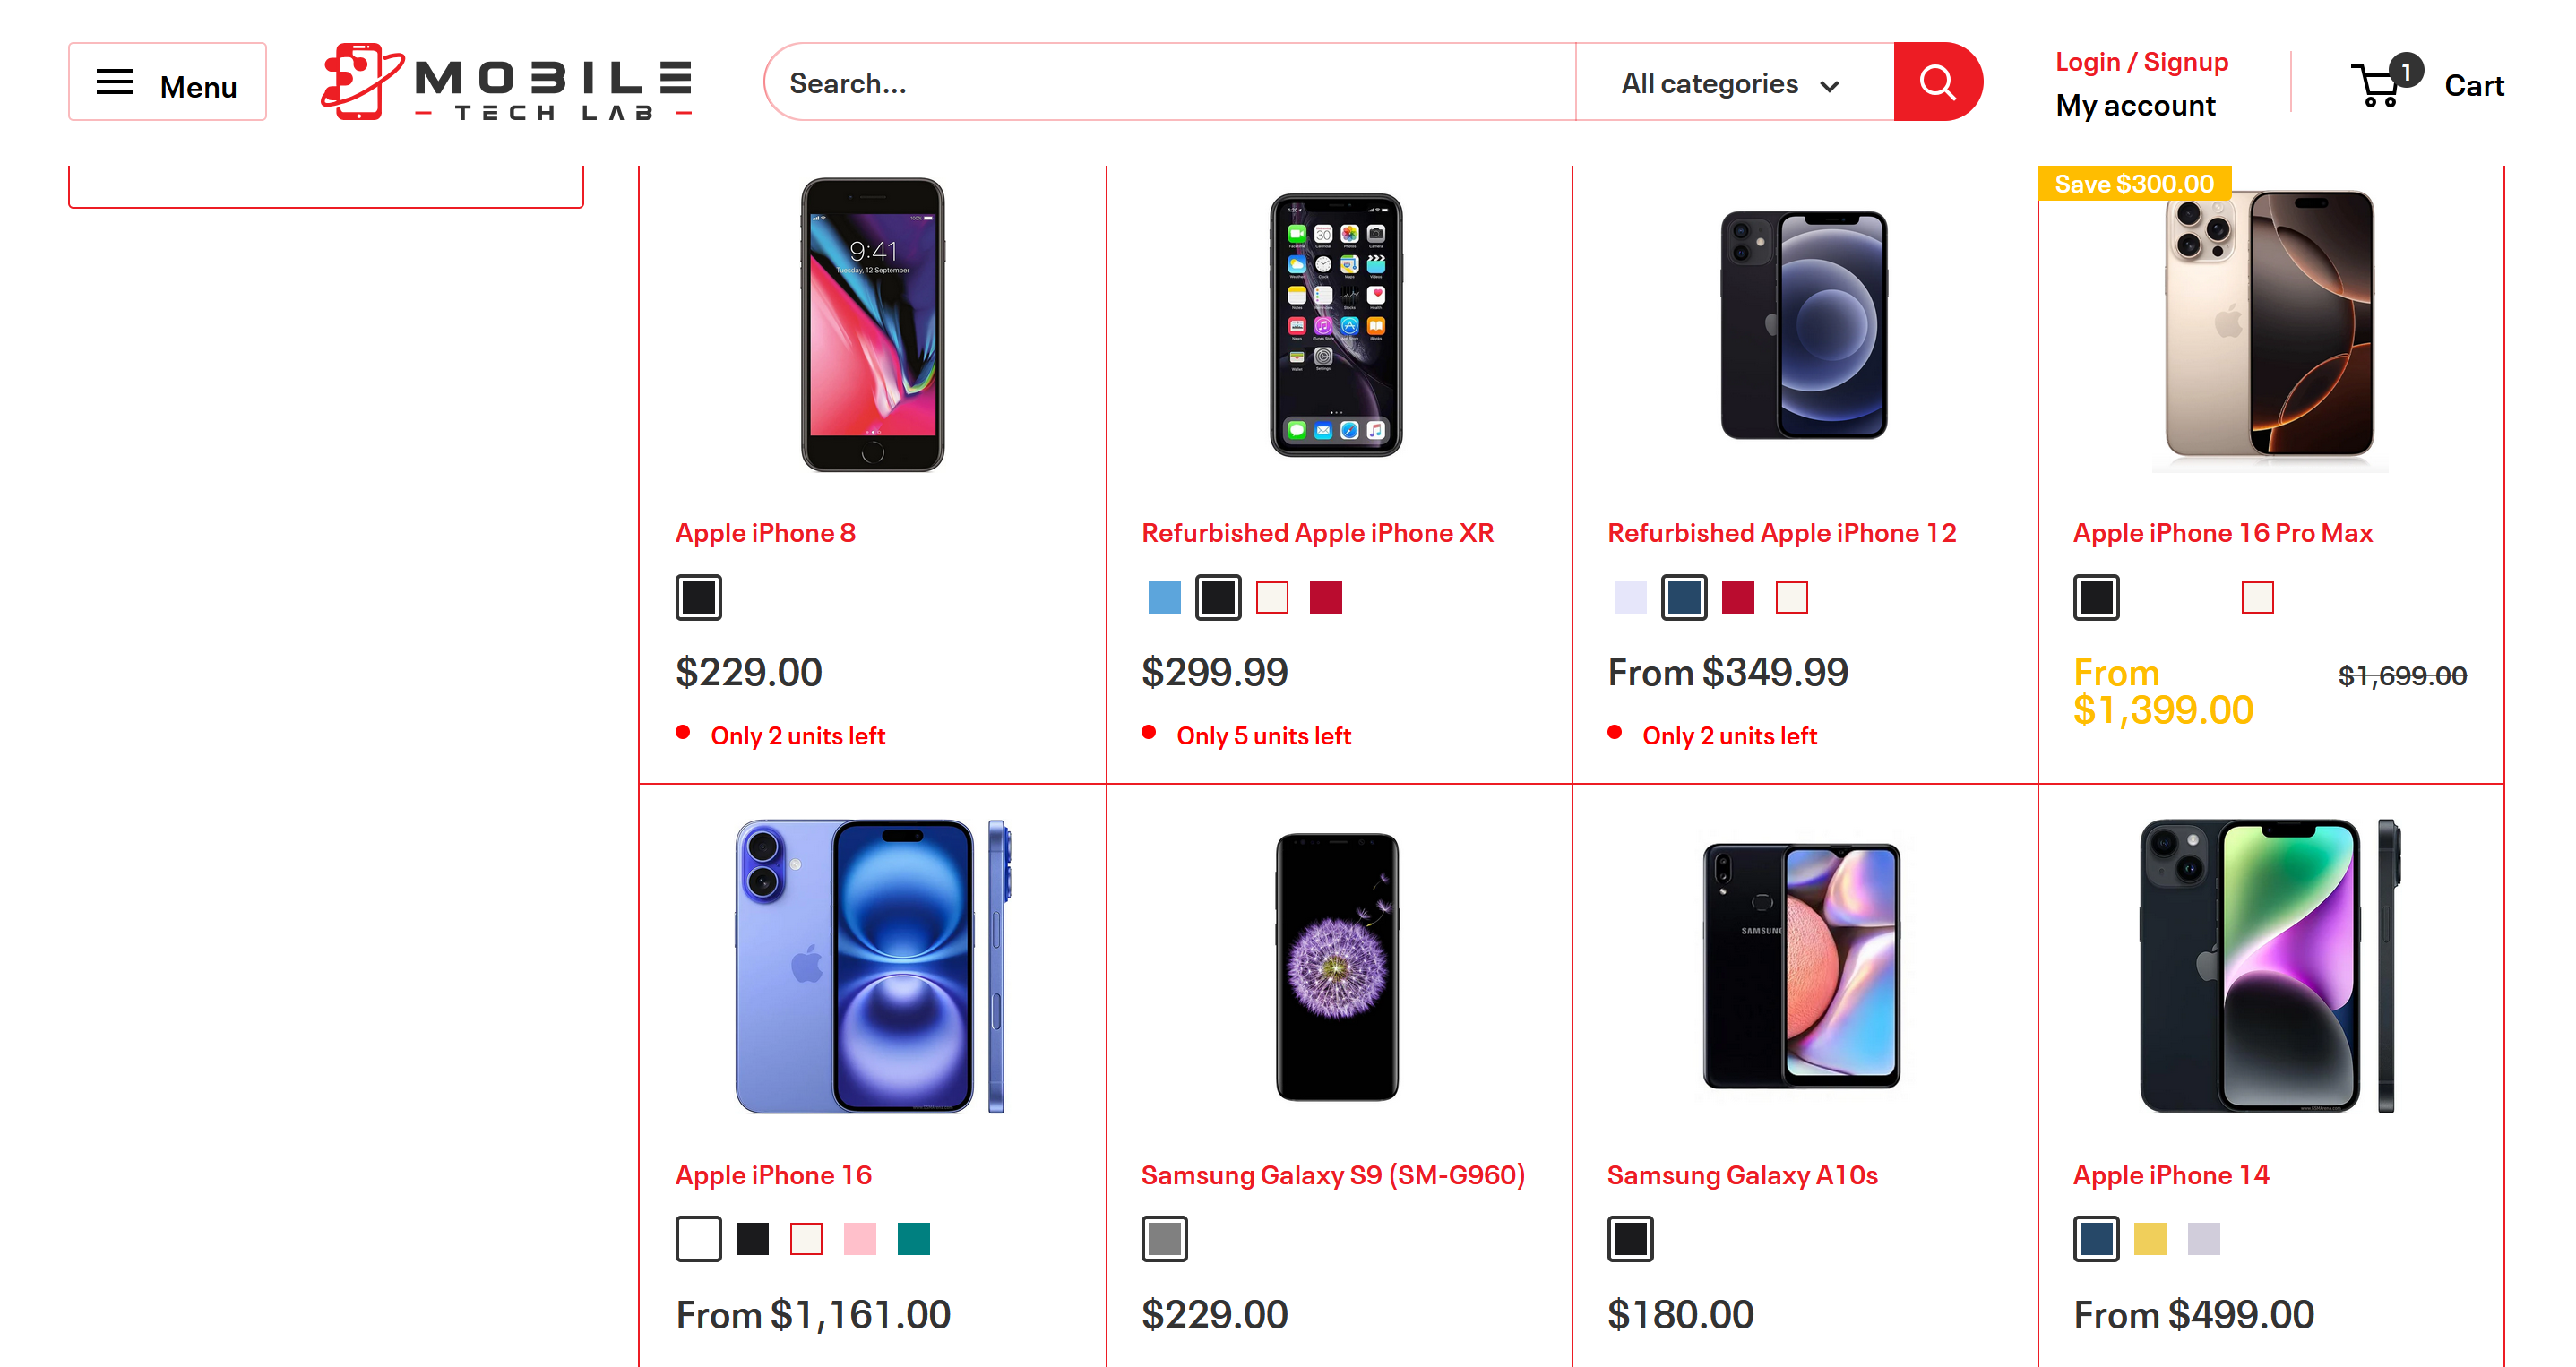 Menu
MOBILE
TECH LAB
Search...
All categories
Login / Signup
My account
1
Cart
Save $300.00
9:41
Tuesday, 12 September
Apple iPhone 8
Refurbished Apple iPhone XR
Refurbished Apple iPhone 12
Apple iPhone 16 Pro Max
$229.00
$299.99
From $349.99
From
$1,399.00
$1,699.00
Only 2 units left
Only 5 units left
Only 2 units left
SAMSUNG
Apple iPhone 16
Samsung Galaxy S9 (SM-G960)
Samsung Galaxy A10s
Apple iPhone 14
From $1,161.00
$229.00
$180.00
From $499.00